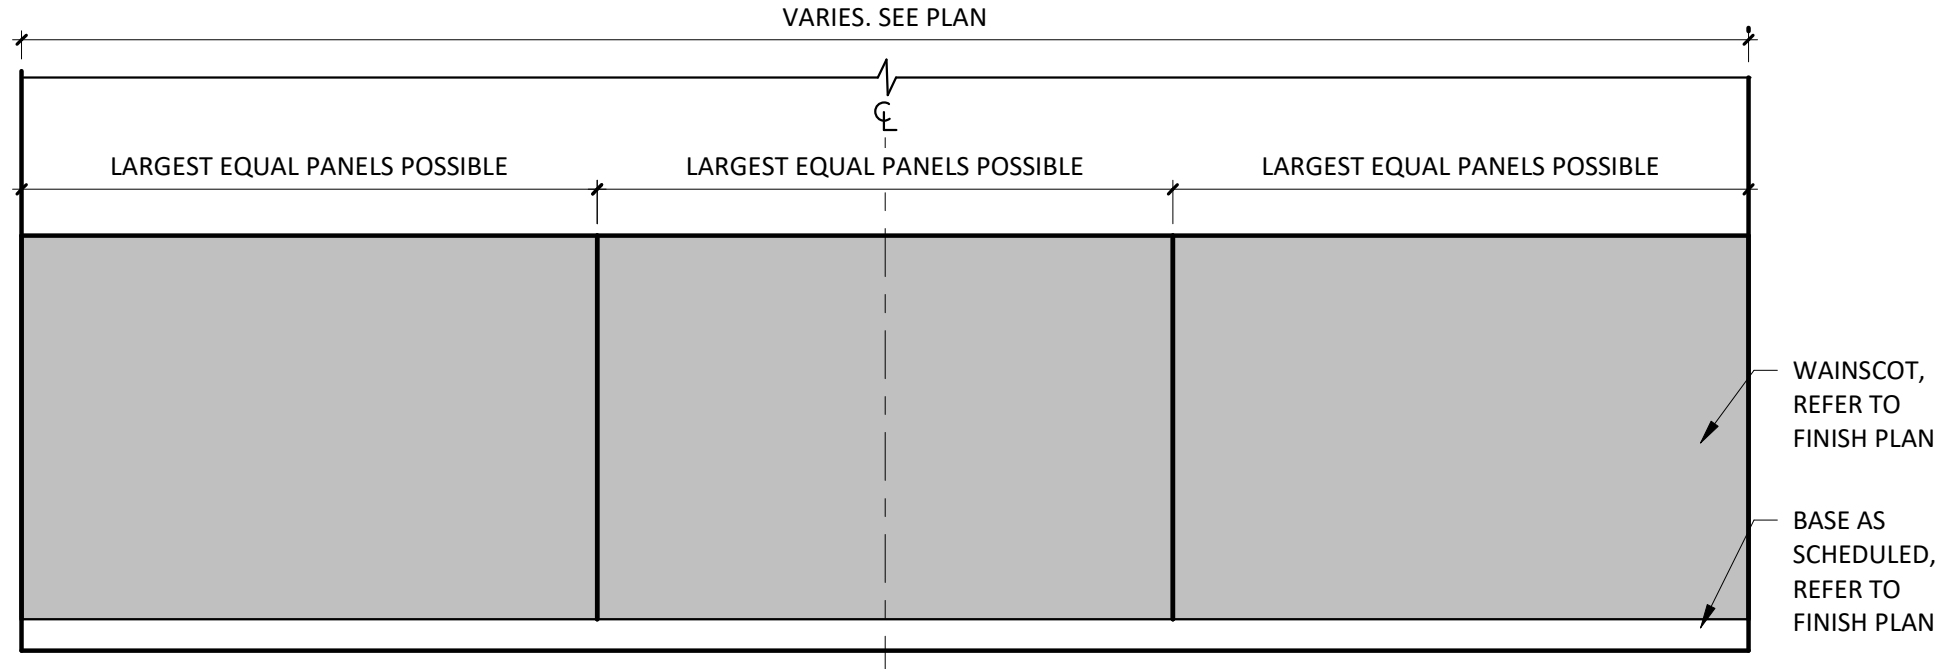 VARIES. SEE PLAN
℄
LARGEST EQUAL PANELS POSSIBLE
LARGEST EQUAL PANELS POSSIBLE
LARGEST EQUAL PANELS POSSIBLE
WAINSCOT,
REFER TO
FINISH PLAN
BASE AS
SCHEDULED,
REFER TO
FINISH PLAN